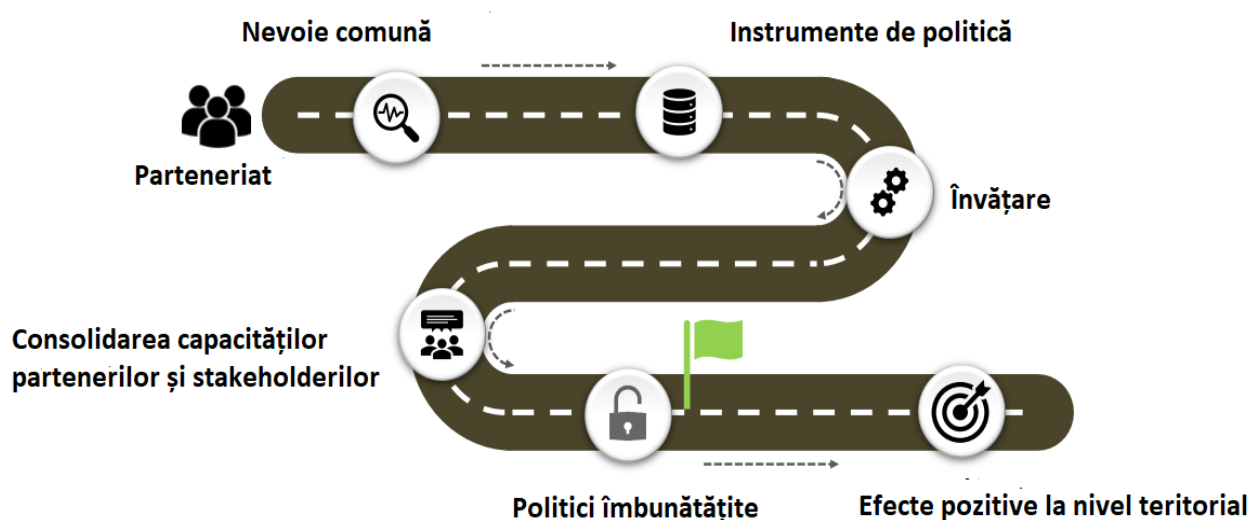 Nevoie comună
Instrumente de politică
Parteneriat
Învățare
Consolidarea capacităților
partenerilor și stakeholderilor
Politici îmbunătățite
Efecte pozitive la nivel teritorial